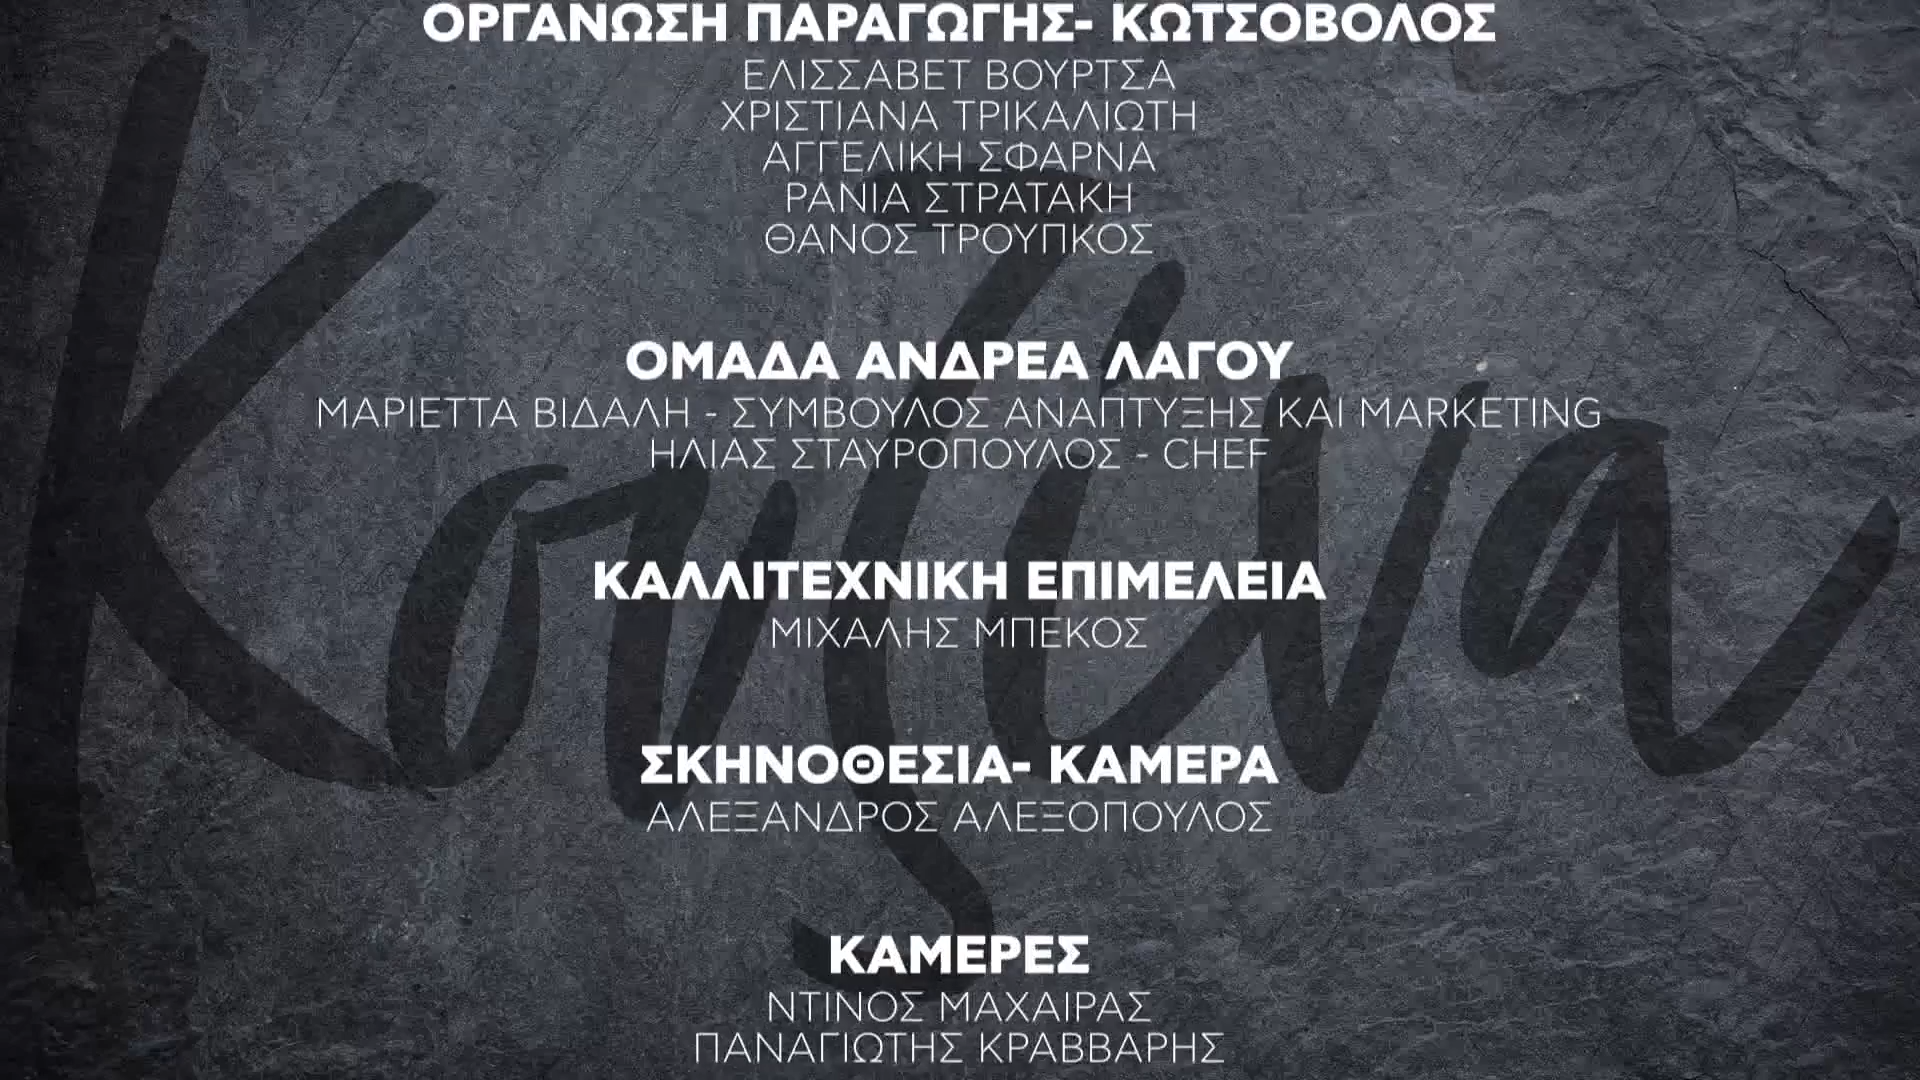 ΟΡΓΑΝΩΣΗ ΠΑΡΑΓΩΓΗΣ- ΚΩΤΣΟΒΟΛΟΣ
ΕΛΙΣΣΑΒΕΤ ΒΟΥΡΤΣΑ
ΧΡΙΣΤΙΑΝΑ ΤΡΙΚΑΛΙΩΤΗ
ΑΓΓΕΛΙΚΗ ΣΦΑΡΝΑ
ΡΑΝΙΑ ΣΤΡΑΤΑΚΗ
ΘΑΝΟΣ ΤΡΟΥΠΚΟΣ
ΟΜΑΔΑ ΑΝΔΡΕΑ ΛΑΓΟΥ
ΜΑΡΙΕΤΤΑ ΒΙΔΑΛΗ - ΣΥΜΒΟΥΛΟΣ ΑΝΑΠΤΥΞΗΣ ΚΑΙ MARKETING
ΗΛΙΑΣ ΣΤΑΥΡΟΠΟΥΛΟΣ - CHEF
Κουζίνα
ΚΑΛΛΙΤΕΧΝΙΚΗ ΕΠΙΜΕΛΕΙΑ
ΜΙΧΑΛΗΣ ΜΠΕΚΟΣ
ΣΚΗΝΟΘΕΣΙΑ- ΚΑΜΕΡΑ
ΑΛΕΞΑΝΔΡΟΣ ΑΛΕΞΟΠΟΥΛΟΣ
ΚΑΜΕΡΕΣ
ΝΤΙΝΟΣ ΜΑΧΑΙΡΑΣ
ΠΑΝΑΓΙΩΤΗΣ ΚΡΑΒΒΑΡΗΣ